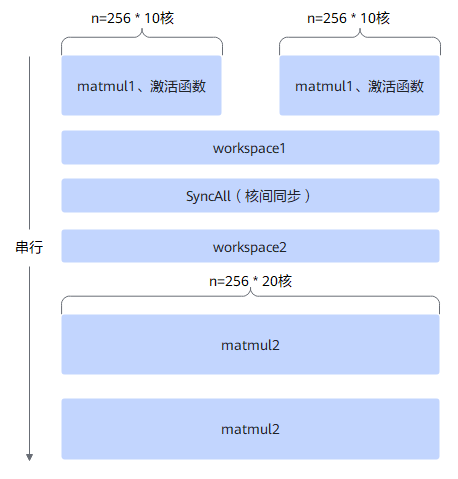 n=256 * 10核 n=256 * 10核
matmul1、激活函数 matmul1、激活函数
workspace1
SyncAll（核间同步）
串行
workspace2
n=256 * 20核
matmul2
matmul2